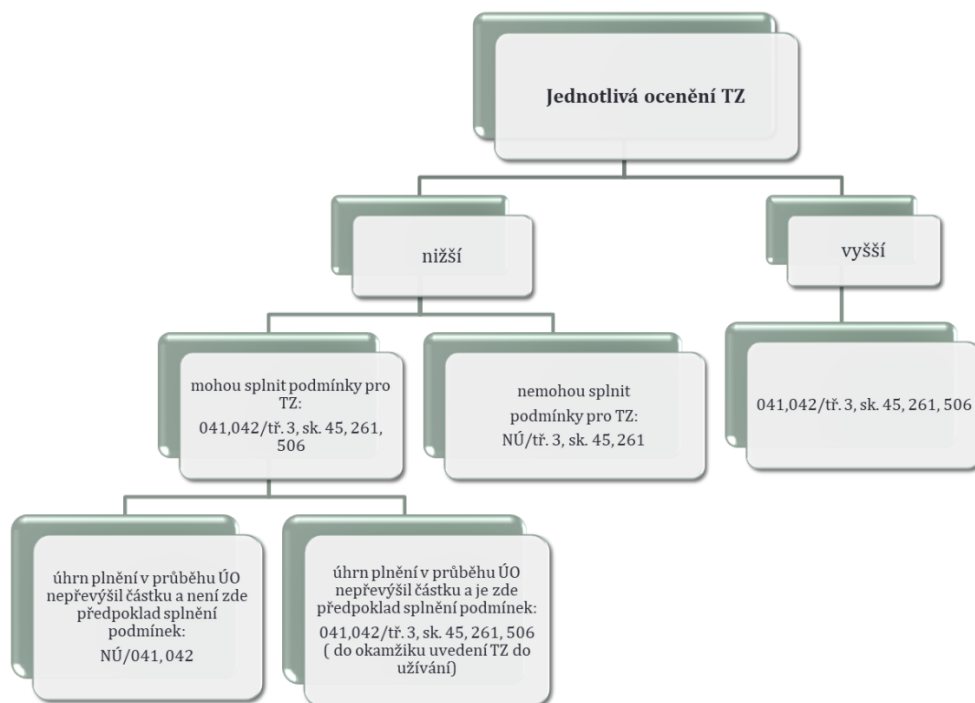 Jednotlivá ocenění TZ
nižší
vyšší
mohou splnit podmínky pro
TZ:
041,042/tř. 3, sk. 45, 261,
506
nemohou splnit
podmínky pro TZ:
NÚ/tř. 3, sk. 45, 261
041,042/tř. 3, sk. 45, 261, 506
úhrn plnění v průběhu ÚO
nepřevýšil částku a není zde
předpoklad splnění
podmínek:
NÚ/041, 042
úhrn plnění v průběhu ÚO
nepřevýšil částku a je zde
předpoklad splnění podmínek:
041,042/tř. 3, sk. 45, 261, 506
( do okamžiku uvedení TZ do
užívání)